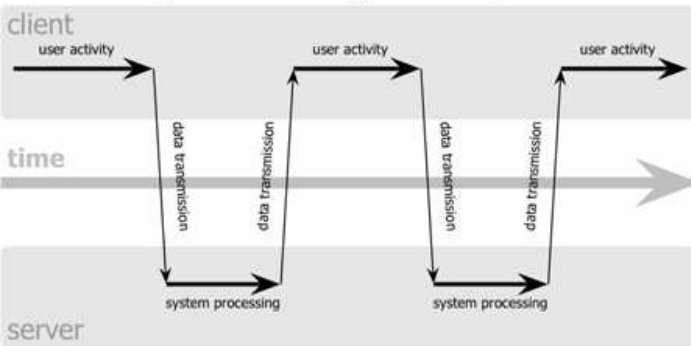 client
user activity
user activity
user activity
data transmission
data transmission
data transmission
data transmission
time
system processing
system processing
server